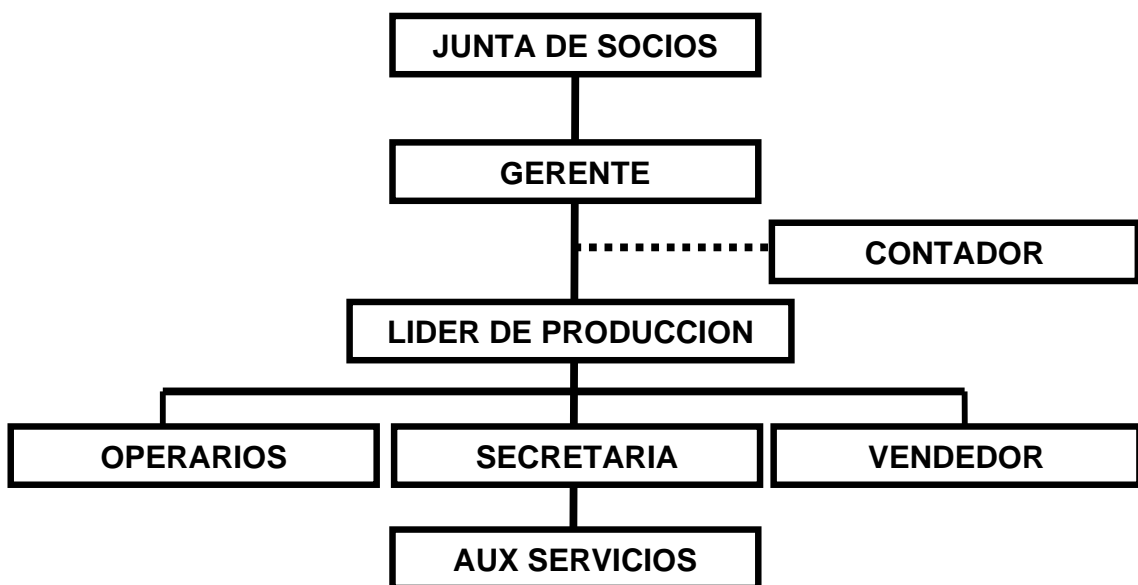 JUNTA DE SOCIOS
GERENTE
CONTADOR
LIDER DE PRODUCCION
OPERARIOS
SECRETARIA
VENDEDOR
AUX SERVICIOS